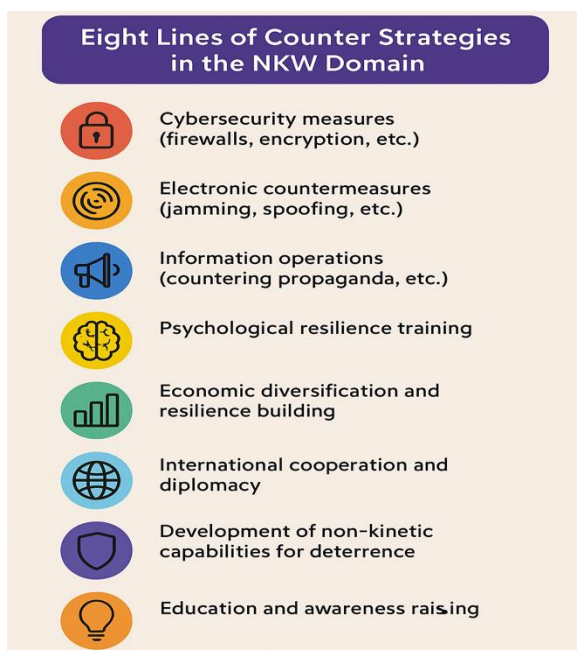 Eight Lines of Counter Strategies
in the NKW Domain
Cybersecurity measures
(firewalls, encryption, etc.)
Electronic countermeasures
(jamming, spoofing, etc.)
Information operations
(countering propaganda, etc.)
Psychological resilience training
Economic diversification and
resilience building
International cooperation and
diplomacy
Development of non-kinetic
capabilities for deterrence
Education and awareness raising